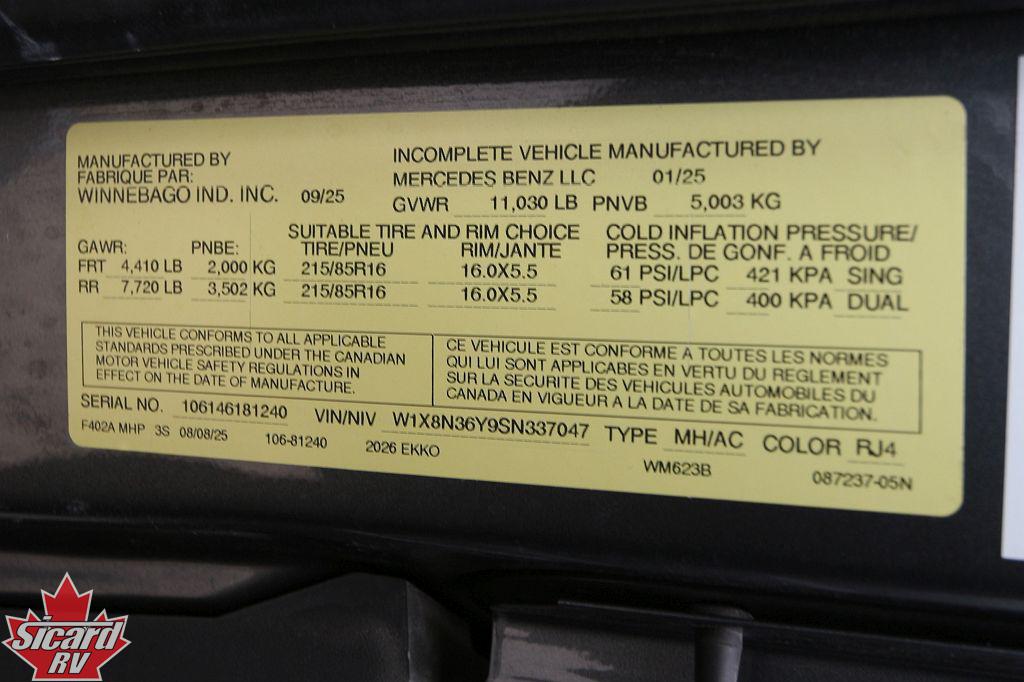 MANUFACTURED BY
FABRIQUE PAR:
WINNEBAGO IND. INC. 09/25
INCOMPLETE VEHICLE MANUFACTURED BY
MERCEDES BENZ LLC 01/25
GVWR 11,030 LB PNVB 5,003 KG
SUITABLE TIRE AND RIM CHOICE COLD INFLATION PRESSURE/
GAWR: PNBE: TIRE/PNEU RIM/JANTE PRESS. DE GONF. A FROID
FRT 4,410 LB 2,000 KG 215/85R16 16.0X5.5 61 PSI/LPC 421 KPA SING
RR 7,720 LB 3,502 KG 215/85R16 16.0X5.5 58 PSI/LPC 400 KPA DUAL
THIS VEHICLE CONFORMS TO ALL APPLICABLE
STANDARDS PRESCRIBED UNDER THE CANADIAN
MOTOR VEHICLE SAFETY REGULATIONS IN
EFFECT ON THE DATE OF MANUFACTURE.
CE VEHICULE EST CONFORME A TOUTES LES NORMES
QUI LUI SONT APPLICABES EN VERTU DU REGLEMENT
SUR LA SECURITE DES VEHICULES AUTOMOBILES DU
CANADA EN VIGUEUR A LA DATE DE SA FABRICATION.
SERIAL NO. 106146181240 VIN/NIV W1X8N36Y9SN337047 TYPE MH/AC COLOR RJ4
F402A MHP 3S 08/08/25 106-81240 2026 EKKO WM623B 087237-05N
Sicard
RV